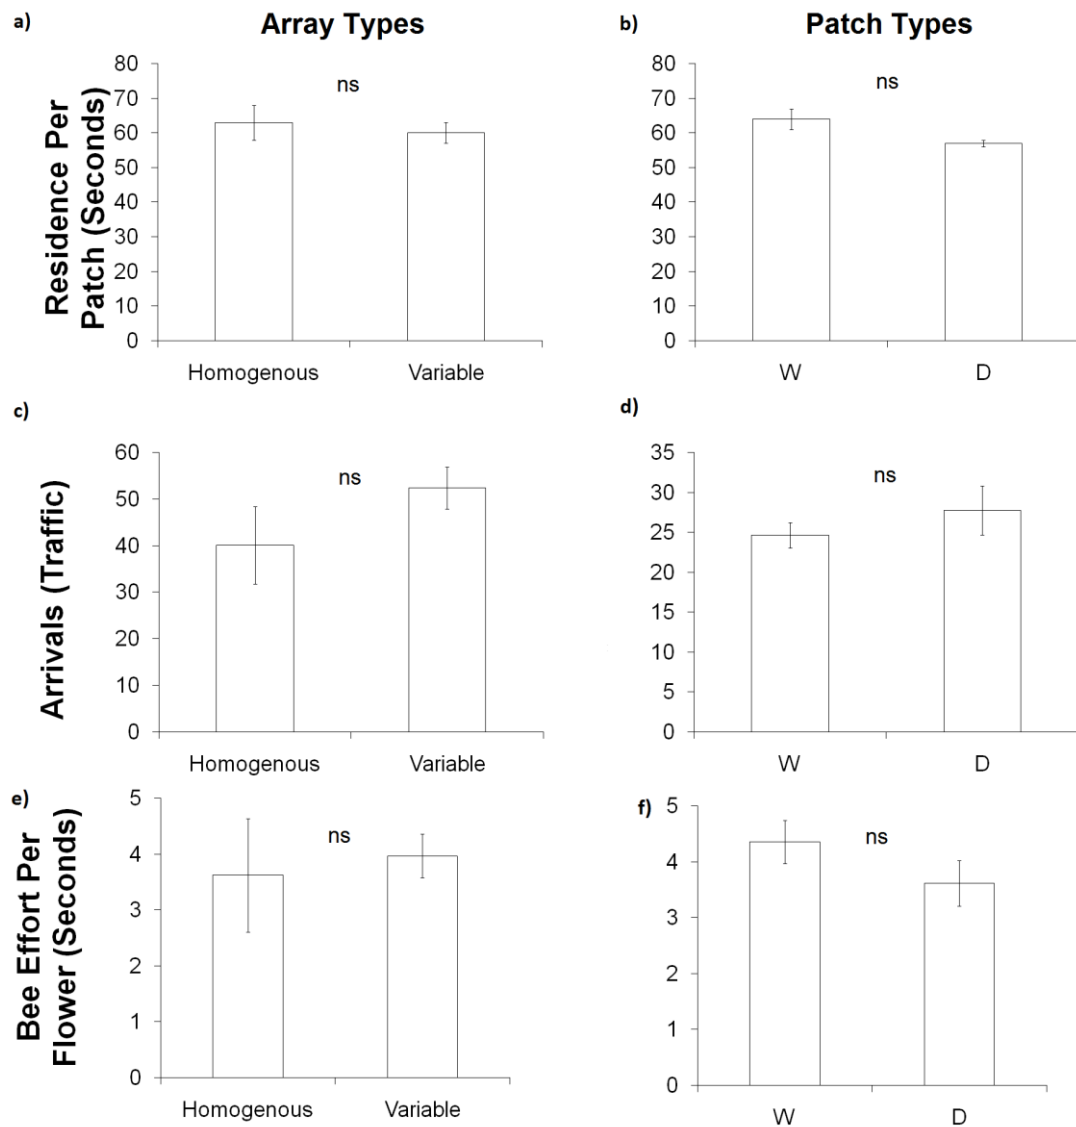 a)
Array Types
b)
Patch Types
Residence Per
Patch (Seconds)
80
70
60
50
40
30
20
10
0
ns
Homogenous
Variable
80
70
60
50
40
30
20
10
0
ns
W
D
c)
d)
Arrivals (Traffic)
60
50
40
30
20
10
0
ns
Homogenous
Variable
35
30
25
20
15
10
5
0
ns
W
D
e)
f)
Bee Effort Per
Flower (Seconds)
5
4
3
2
1
0
ns
Homogenous
Variable
5
4
3
2
1
0
ns
W
D